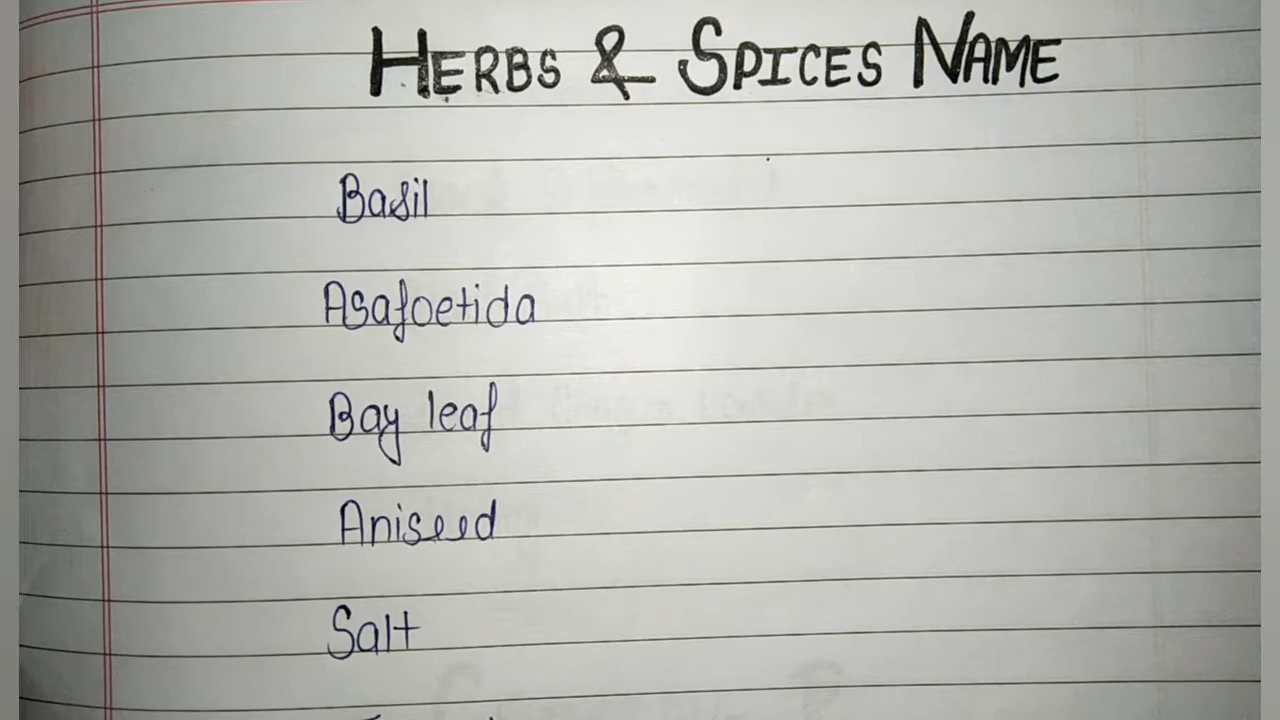 HERBS & SPICES NAME
Basil
Asafoetida
Bay leaf
Aniseed
Salt